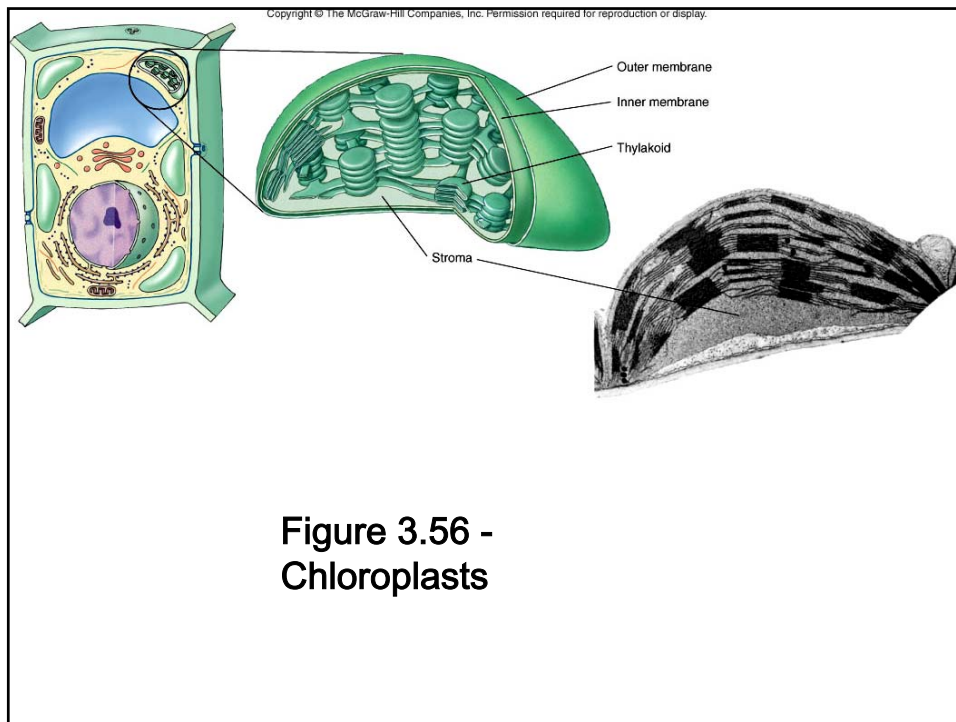 Copyright © The McGraw-Hill Companies, Inc. Permission required for reproduction or display.
Outer membrane
Inner membrane
Thylakoid
Stroma
Figure 3.56 -
Chloroplasts